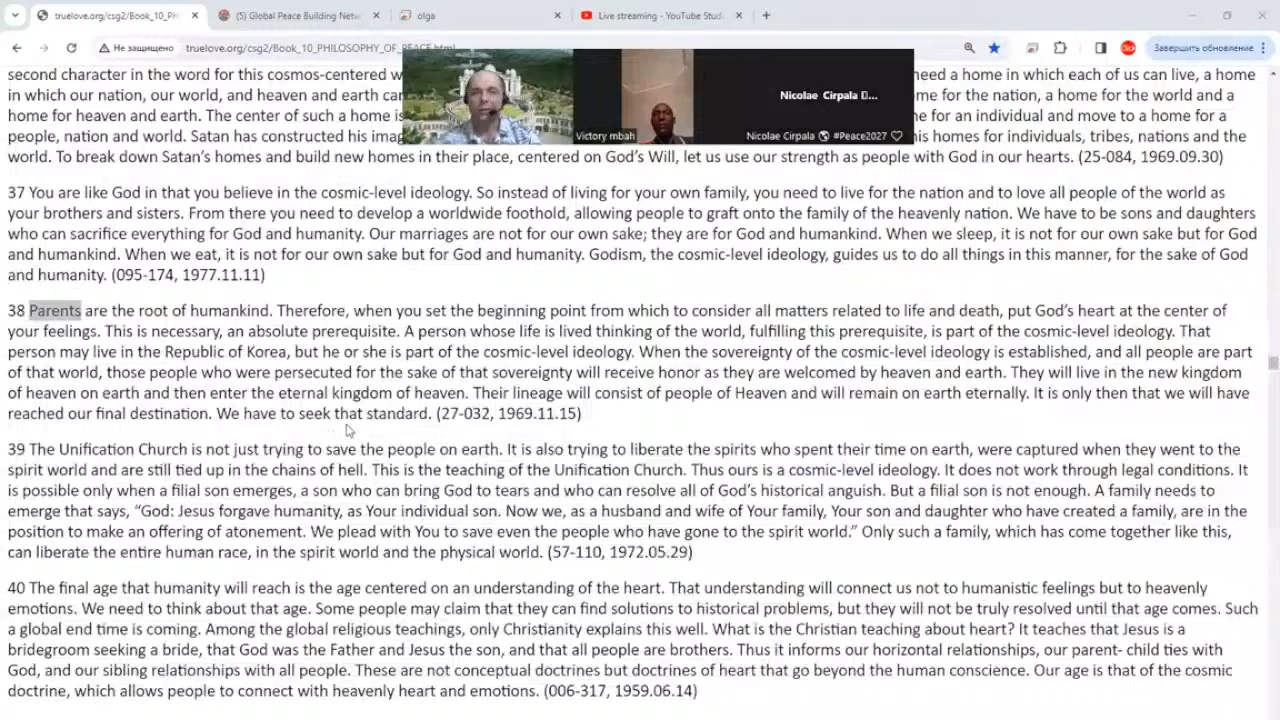 truelove.org/csg2/Book_10_PH
(5) Global Peace Building Netw
olga
Live streaming - YouTube Studi
Не защищено
truelove.org/csg2/Book_10_PHILOSOPHY_OF_PEACE.html
Завершить обновление
Victory mbah
Nicolae Cirpala D...
Nicolae Cirpala #Peace2027
second character in the word for this cosmos-centered w need a home in which each of us can live, a home
in which our nation, our world, and heaven and earth can me for the nation, a home for the world and a
home for heaven and earth. The center of such a home is e for an individual and move to a home for a
people, nation and world. Satan has constructed his imag his homes for individuals, tribes, nations and the
world. To break down Satan’s homes and build new homes in their place, centered on God’s Will, let us use our strength as people with God in our hearts. (25-084, 1969.09.30)
37 You are like God in that you believe in the cosmic-level ideology. So instead of living for your own family, you need to live for the nation and to love all people of the world as
your brothers and sisters. From there you need to develop a worldwide foothold, allowing people to graft onto the family of the heavenly nation. We have to be sons and daughters
who can sacrifice everything for God and humanity. Our marriages are not for our own sake; they are for God and humankind. When we sleep, it is not for our own sake but for God
and humankind. When we eat, it is not for our own sake but for God and humanity. Godism, the cosmic-level ideology, guides us to do all things in this manner, for the sake of God
and humanity. (095-174, 1977.11.11)
38 Parents are the root of humankind. Therefore, when you set the beginning point from which to consider all matters related to life and death, put God’s heart at the center of
your feelings. This is necessary, an absolute prerequisite. A person whose life is lived thinking of the world, fulfilling this prerequisite, is part of the cosmic-level ideology. That
person may live in the Republic of Korea, but he or she is part of the cosmic-level ideology. When the sovereignty of the cosmic-level ideology is established, and all people are part
of that world, those people who were persecuted for the sake of that sovereignty will receive honor as they are welcomed by heaven and earth. They will live in the new kingdom
of heaven on earth and then enter the eternal kingdom of heaven. Their lineage will consist of people of Heaven and will remain on earth eternally. It is only then that we will have
reached our final destination. We have to seek that standard. (27-032, 1969.11.15)
39 The Unification Church is not just trying to save the people on earth. It is also trying to liberate the spirits who spent their time on earth, were captured when they went to the
spirit world and are still tied up in the chains of hell. This is the teaching of the Unification Church. Thus ours is a cosmic-level ideology. It does not work through legal conditions. It
is possible only when a filial son emerges, a son who can bring God to tears and who can resolve all of God’s historical anguish. But a filial son is not enough. A family needs to
emerge that says, “God: Jesus forgave humanity, as Your individual son. Now we, as a husband and wife of Your family, Your son and daughter who have created a family, are in the
position to make an offering of atonement. We plead with You to save even the people who have gone to the spirit world.” Only such a family, which has come together like this,
can liberate the entire human race, in the spirit world and the physical world. (57-110, 1972.05.29)
40 The final age that humanity will reach is the age centered on an understanding of the heart. That understanding will connect us not to humanistic feelings but to heavenly
emotions. We need to think about that age. Some people may claim that they can find solutions to historical problems, but they will not be truly resolved until that age comes. Such
a global end time is coming. Among the global religious teachings, only Christianity explains this well. What is the Christian teaching about heart? It teaches that Jesus is a
bridegroom seeking a bride, that God was the Father and Jesus the son, and that all people are brothers. Thus it informs our horizontal relationships, our parent- child ties with
God, and our sibling relationships with all people. These are not conceptual doctrines but doctrines of heart that go beyond the human conscience. Our age is that of the cosmic
doctrine, which allows people to connect with heavenly heart and emotions. (006-317, 1959.06.14)